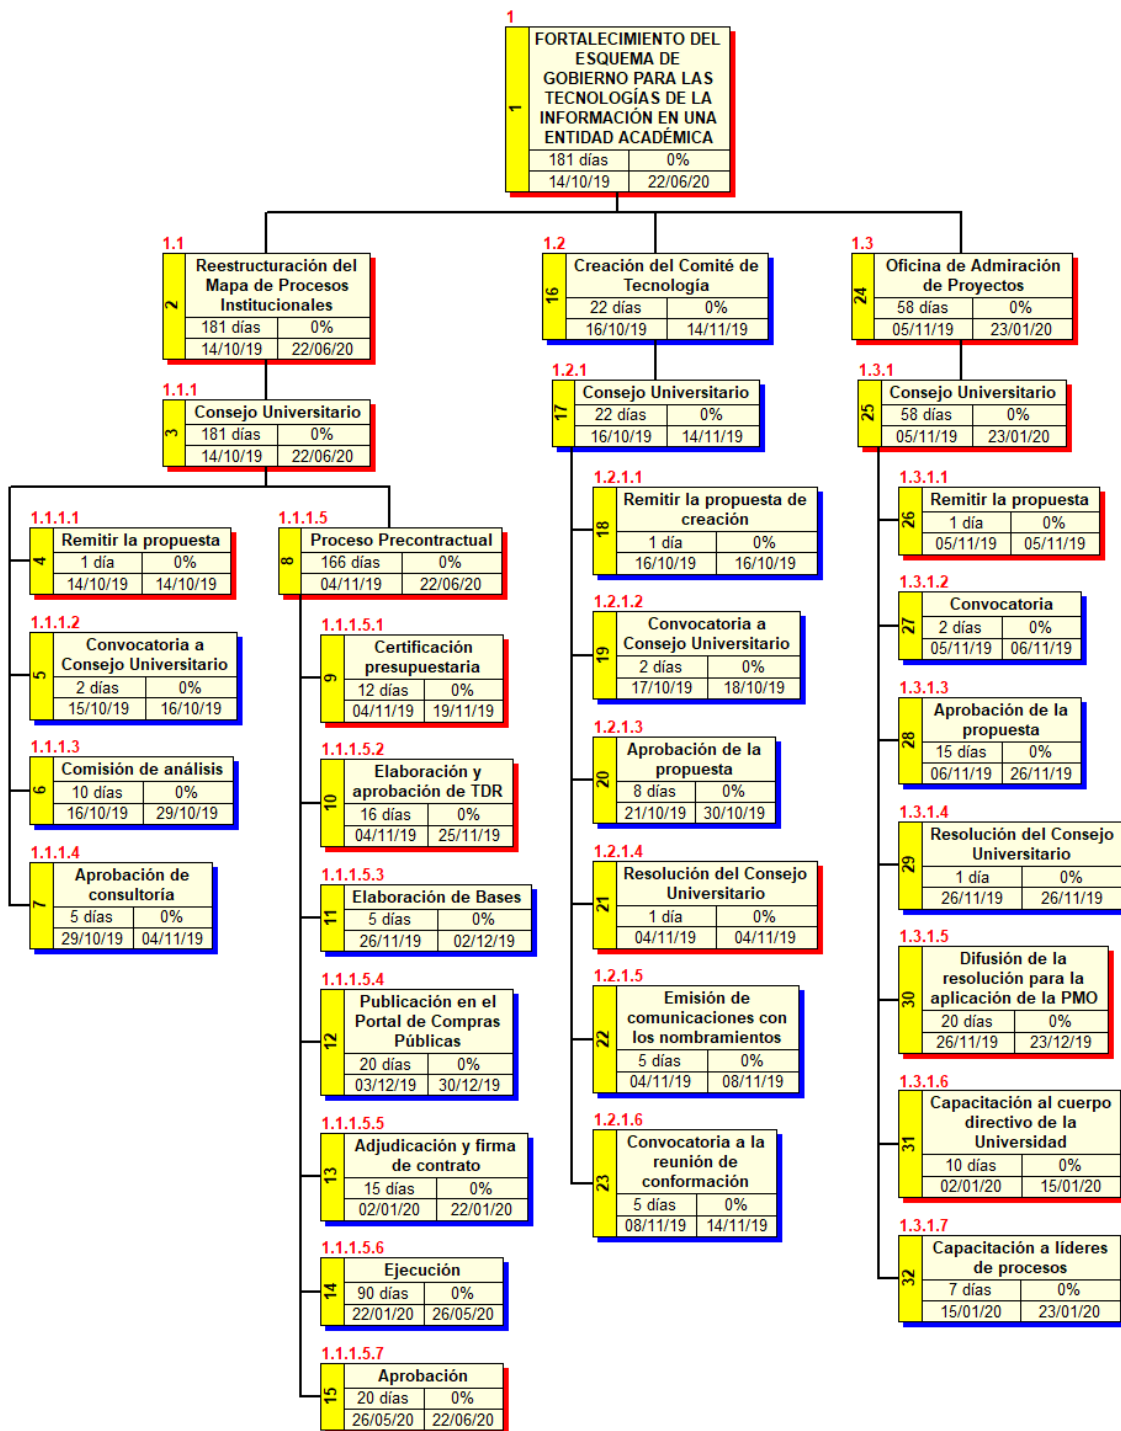 1
FORTALECIMIENTO DEL
ESQUEMA DE
GOBIERNO PARA LAS
TECNOLOGÍAS DE LA
INFORMACIÓN EN UNA
ENTIDAD ACADÉMICA
1
181 días 0%
14/10/19 22/06/20
1.1
Reestructuración del
Mapa de Procesos
Institucionales
2
181 días 0%
14/10/19 22/06/20
1.1.1
Consejo Universitario
3
181 días 0%
14/10/19 22/06/20
1.1.1.1
Remitir la propuesta
4
1 día 0%
14/10/19 14/10/19
1.1.1.2
Convocatoria a
Consejo Universitario
5
2 días 0%
15/10/19 16/10/19
1.1.1.3
Comisión de análisis
6
10 días 0%
16/10/19 29/10/19
1.1.1.4
Aprobación de
consultoría
7
5 días 0%
29/10/19 04/11/19
1.1.1.5
Proceso Precontractual
8
166 días 0%
04/11/19 22/06/20
1.1.1.5.1
Certificación
presupuestaria
9
12 días 0%
04/11/19 19/11/19
1.1.1.5.2
Elaboración y
aprobación de TDR
10
16 días 0%
04/11/19 25/11/19
1.1.1.5.3
Elaboración de Bases
11
5 días 0%
26/11/19 02/12/19
1.1.1.5.4
Publicación en el
Portal de Compras
Públicas
12
20 días 0%
03/12/19 30/12/19
1.1.1.5.5
Adjudicación y firma
de contrato
13
15 días 0%
02/01/20 22/01/20
1.1.1.5.6
Ejecución
14
90 días 0%
22/01/20 26/05/20
1.1.1.5.7
Aprobación
15
20 días 0%
26/05/20 22/06/20
1.2
Creación del Comité de
Tecnología
16
22 días 0%
16/10/19 14/11/19
1.2.1
Consejo Universitario
17
22 días 0%
16/10/19 14/11/19
1.2.1.1
Remitir la propuesta de
creación
18
1 día 0%
16/10/19 16/10/19
1.2.1.2
Convocatoria a
Consejo Universitario
19
2 días 0%
17/10/19 18/10/19
1.2.1.3
Aprobación de la
propuesta
20
8 días 0%
21/10/19 30/10/19
1.2.1.4
Resolución del Consejo
Universitario
21
1 día 0%
04/11/19 04/11/19
1.2.1.5
Emisión de
comunicaciones con
los nombramientos
22
5 días 0%
04/11/19 08/11/19
1.2.1.6
Convocatoria a la
reunión de
conformación
23
5 días 0%
08/11/19 14/11/19
1.3
Oficina de Admiración
de Proyectos
24
58 días 0%
05/11/19 23/01/20
1.3.1
Consejo Universitario
25
58 días 0%
05/11/19 23/01/20
1.3.1.1
Remitir la propuesta
26
1 día 0%
05/11/19 05/11/19
1.3.1.2
Convocatoria
27
2 días 0%
05/11/19 06/11/19
1.3.1.3
Aprobación de la
propuesta
28
15 días 0%
06/11/19 26/11/19
1.3.1.4
Resolución del Consejo
Universitario
29
1 día 0%
26/11/19 26/11/19
1.3.1.5
Difusión de la
resolución para la
aplicación de la PMO
30
20 días 0%
26/11/19 23/12/19
1.3.1.6
Capacitación al cuerpo
directivo de la
Universidad
31
10 días 0%
02/01/20 15/01/20
1.3.1.7
Capacitación a líderes
de procesos
32
7 días 0%
15/01/20 23/01/20